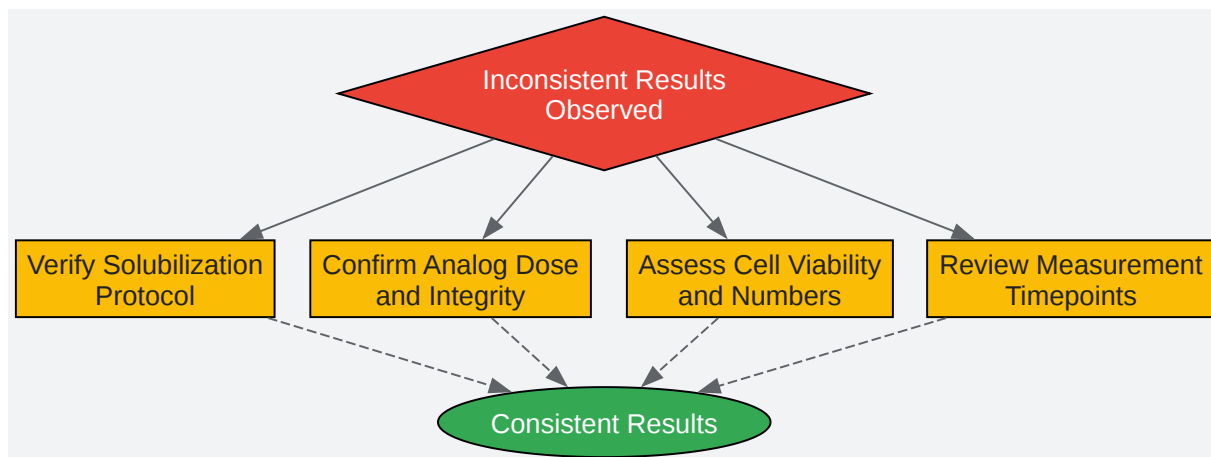 Inconsistent Results
Observed
Verify Solubilization
Protocol
Confirm Analog Dose
and Integrity
Assess Cell Viability
and Numbers
Review Measurement
Timepoints
Consistent Results